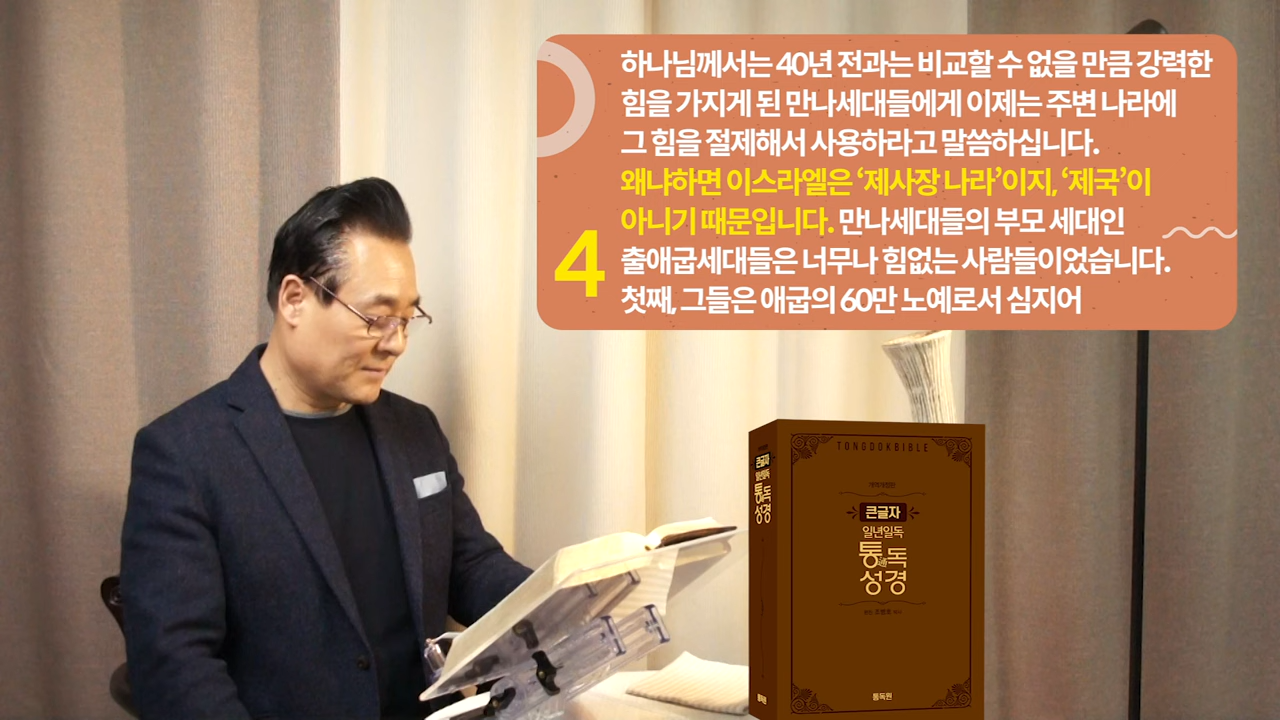 하나님께서는 40년 전과는 비교할 수 없을 만큼 강력한
힘을 가지게 된 만나세대들에게 이제는 주변 나라에
그 힘을 절제해서 사용하라고 말씀하십니다.
왜냐하면 이스라엘은 ‘제사장 나라’이지, ‘제국’이
아니기 때문입니다. 만나세대들의 부모 세대인
출애굽세대들은 너무나 힘없는 사람들이었습니다.
첫째, 그들은 애굽의 60만 노예로서 심지어
4
TONGDOKBIBLE
개역개정판
큰글자
일년일독
통독
성경
큰글자
일년일독
통독
성경
통독원
통독원